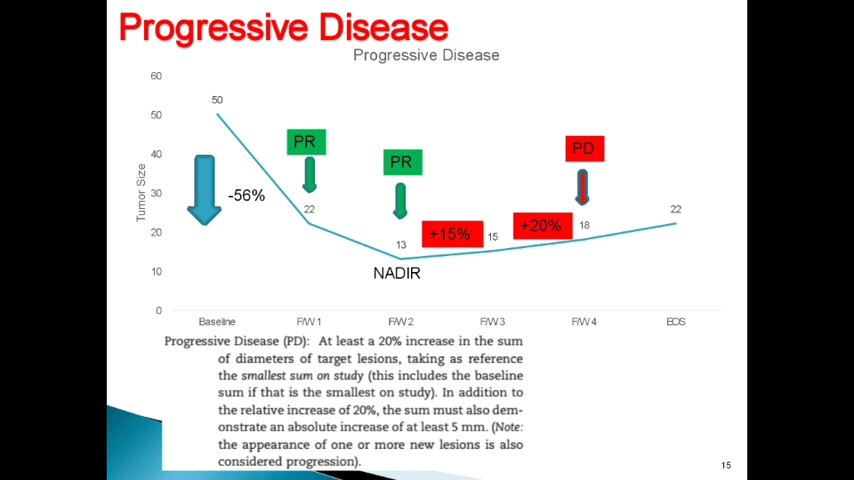 Progressive Disease
Progressive Disease
60
50
40
30
20
10
0
Tumor Size
50
22
13
15
18
22
-56%
PR
PR
+15%
+20%
PD
NADIR
Baseline
F/W 1
F/W 2
F/W 3
F/W 4
EOS
Progressive Disease (PD): At least a 20% increase in the sum
of diameters of target lesions, taking as reference
the smallest sum on study (this includes the baseline
sum if that is the smallest on study). In addition to
the relative increase of 20%, the sum must also dem-
onstrate an absolute increase of at least 5 mm. (Note:
the appearance of one or more new lesions is also
considered progression).
15